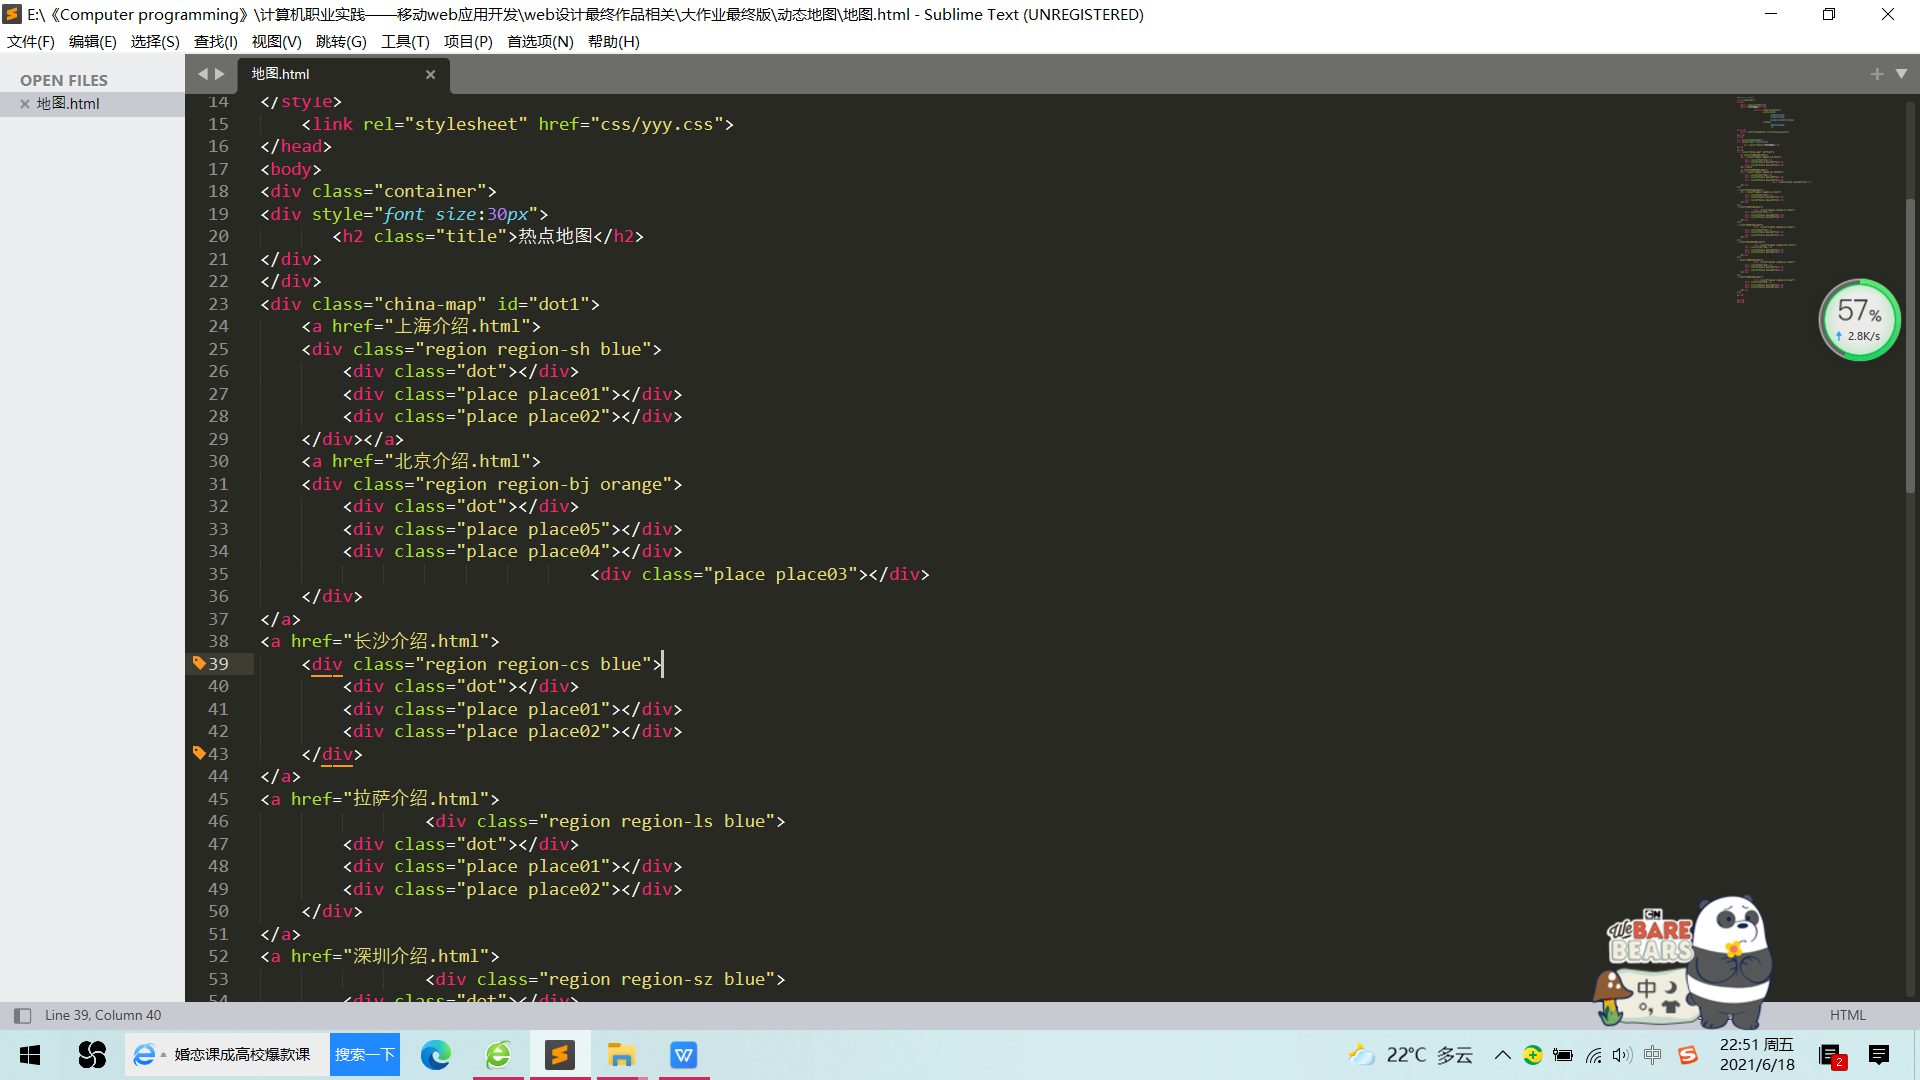 E:\《Computer programming》\计算机职业实践——移动web应用开发\web设计最终作品相关\大作业最终版\动态地图\地图.html - Sublime Text (UNREGISTERED)
文件(F) 编辑(E) 选择(S) 查找(I) 视图(V) 跳转(G) 工具(T) 项目(P) 首选项(N) 帮助(H)
OPEN FILES
地图.html
地图.html
14 </style>
15 <link rel="stylesheet" href="css/yyy.css">
16 </head>
17 <body>
18 <div class="container">
19 <div style="font size:30px">
20 <h2 class="title">热点地图</h2>
21 </div>
22 </div>
23 <div class="china-map" id="dot1">
24 <a href="上海介绍.html">
25 <div class="region region-sh blue">
26 <div class="dot"></div>
27 <div class="place place01"></div>
28 <div class="place place02"></div>
29 </div></a>
30 <a href="北京介绍.html">
31 <div class="region region-bj orange">
32 <div class="dot"></div>
33 <div class="place place05"></div>
34 <div class="place place04"></div>
35 <div class="place place03"></div>
36 </div>
37 </a>
38 <a href="长沙介绍.html">
39 <div class="region region-cs blue">
40 <div class="dot"></div>
41 <div class="place place01"></div>
42 <div class="place place02"></div>
43 </div>
44 </a>
45 <a href="拉萨介绍.html">
46 <div class="region region-ls blue">
47 <div class="dot"></div>
48 <div class="place place01"></div>
49 <div class="place place02"></div>
50 </div>
51 </a>
52 <a href="深圳介绍.html">
53 <div class="region region-sz blue">
54 <div class="dot"></div>
57%
2.8K/s
CN
We BARE
BEARS
中
Line 39, Column 40
HTML
婚恋课成高校爆款课
搜索一下
22°C 多云
中
22:51 周五
2021/6/18
2